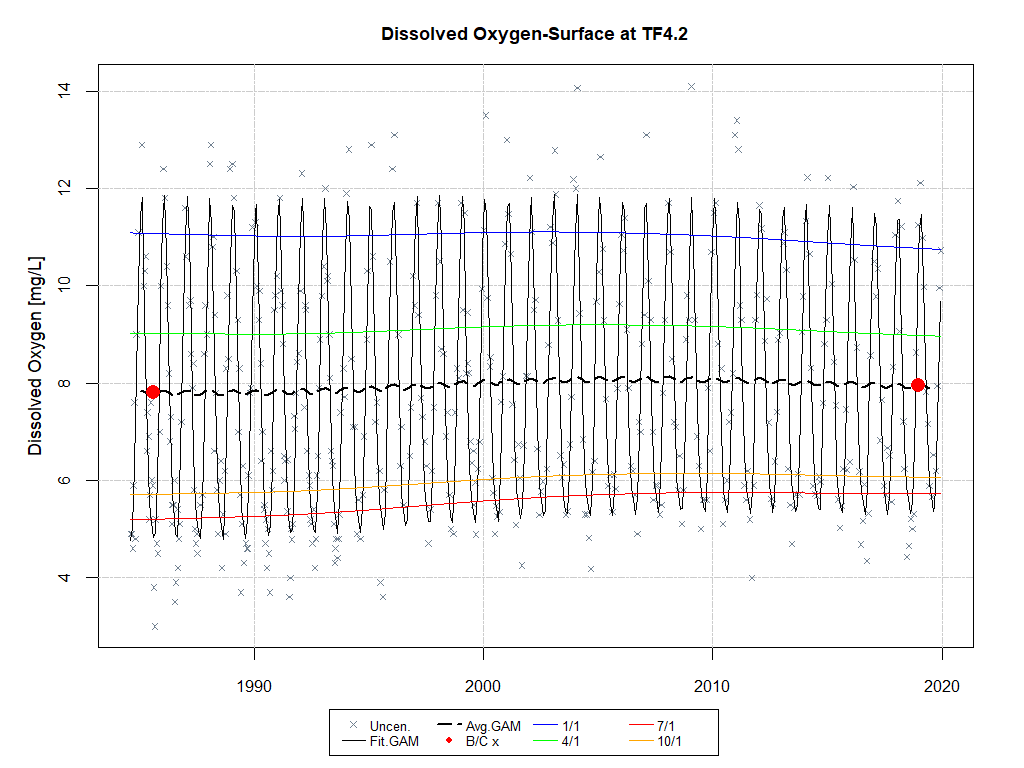 Dissolved Oxygen-Surface at TF4.2
Dissolved Oxygen [mg/L]
14
12
10
8
6
4
1990 2000 2010 2020
Uncen. Avg.GAM 1/1 7/1
Fit.GAM B/C x 4/1 10/1